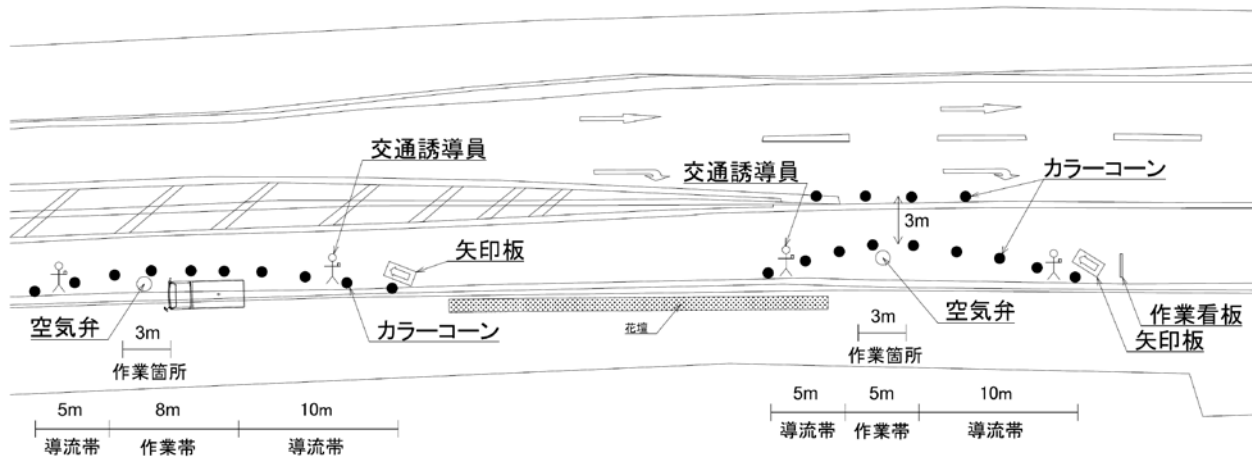 交通誘導員
交通誘導員
カラーコーン
3m
矢印板
空気弁
カラーコーン
空気弁
作業看板
矢印板
花壇
3m
作業箇所
3m
作業箇所
5m
8m
10m
導流帯
作業帯
導流帯
5m
5m
10m
導流帯
作業帯
導流帯